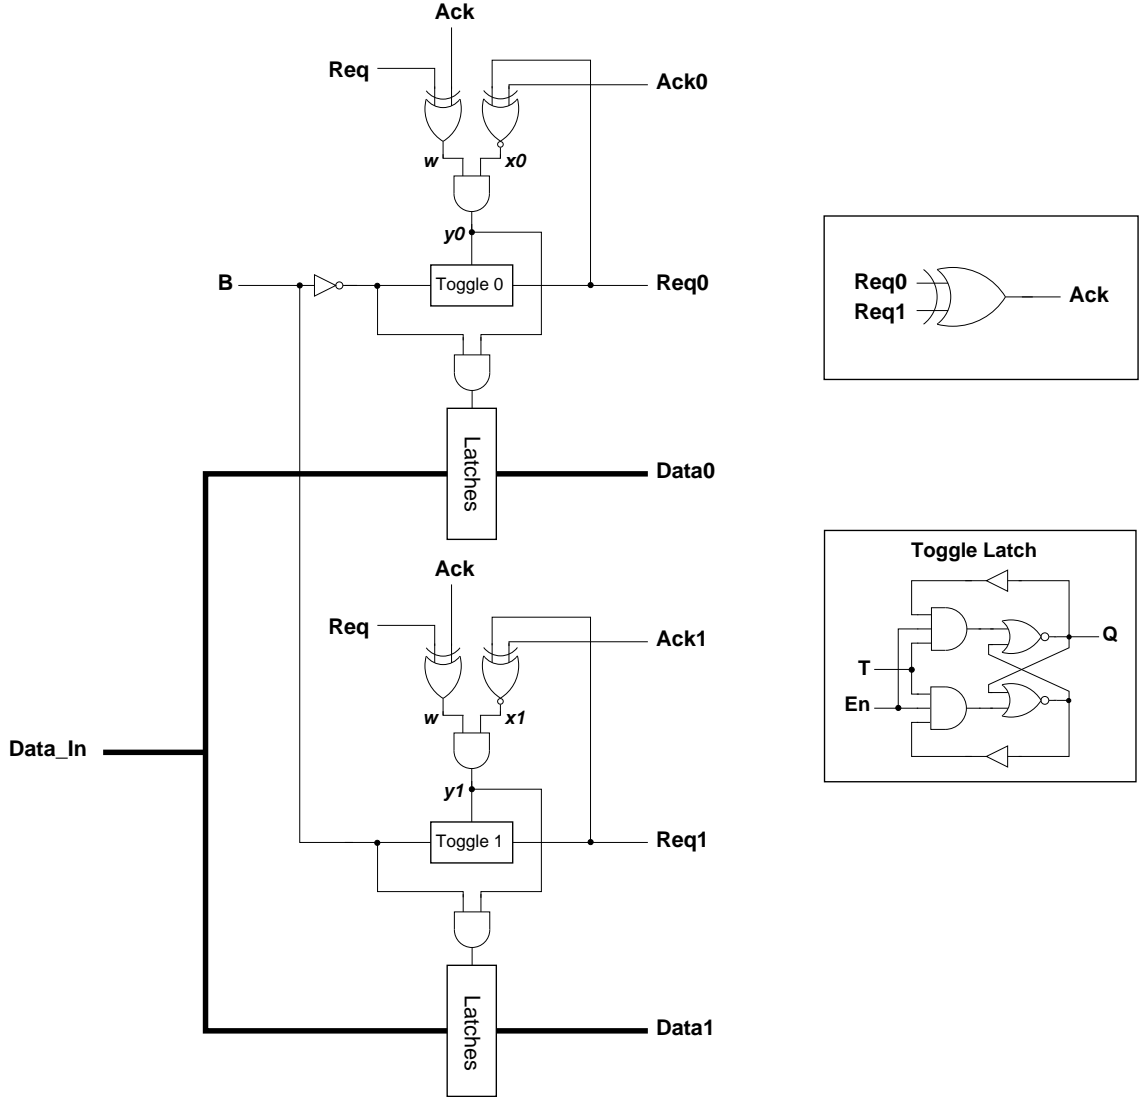 Ack
Req
Ack0
w
x0
y0
B
Toggle 0
Req0
Latches
Data0
Ack
Req
Ack1
w
x1
y1
Toggle 1
Req1
Data_In
Latches
Data1
Req0
Req1
Ack
Toggle Latch
Q
T
En